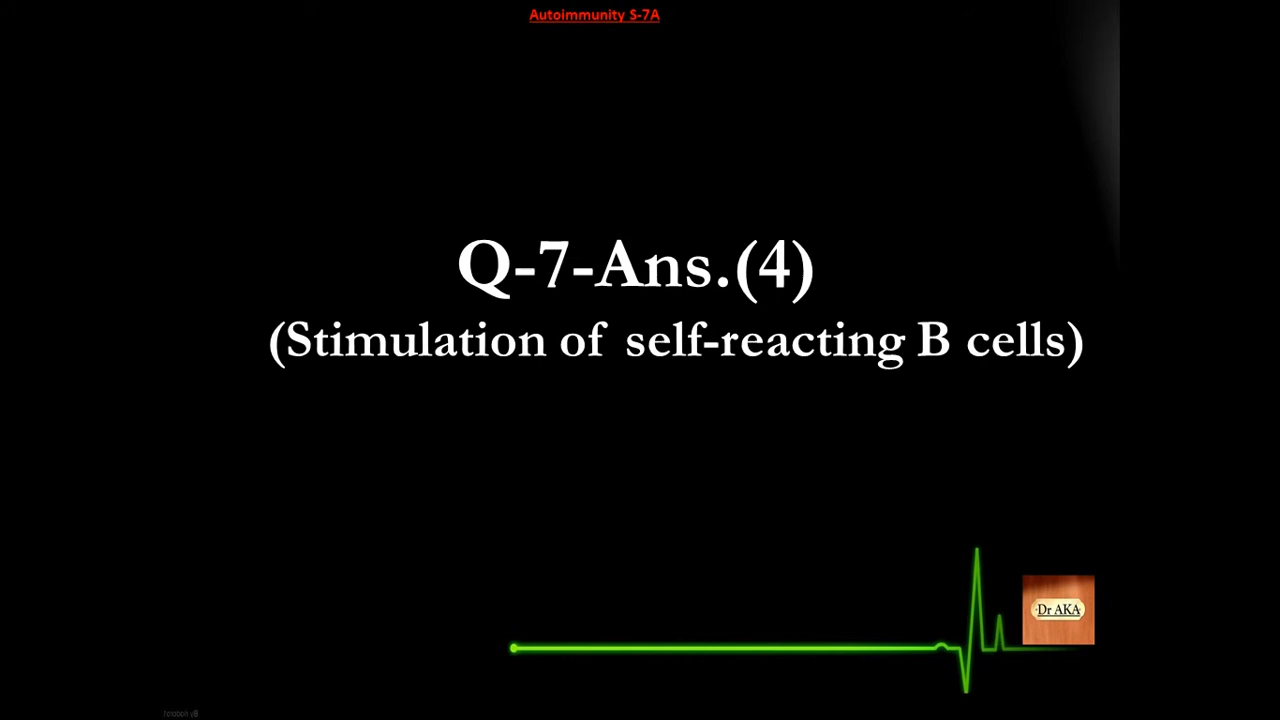 Autoimmunity S-7A
Q-7-Ans.(4)
(Stimulation of self-reacting B cells)
Dr AKA